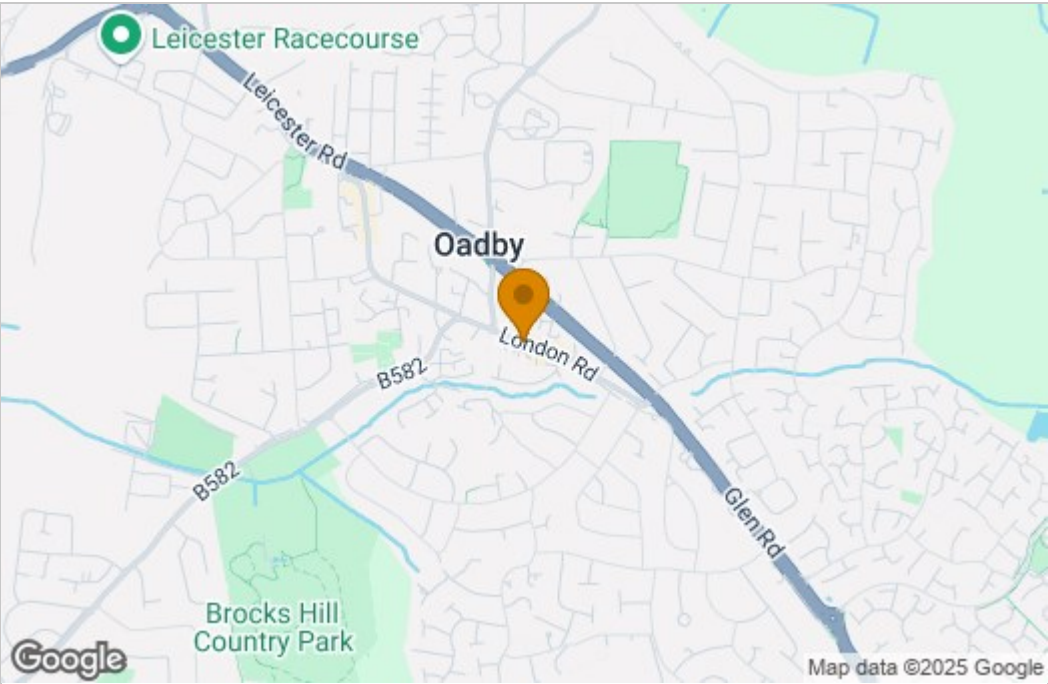 Leicester Racecourse
Leicester Rd
Oadby
London Rd
B582
B582
Glen Rd
Brocks Hill
Country Park
Google
Map data ©2025 Google